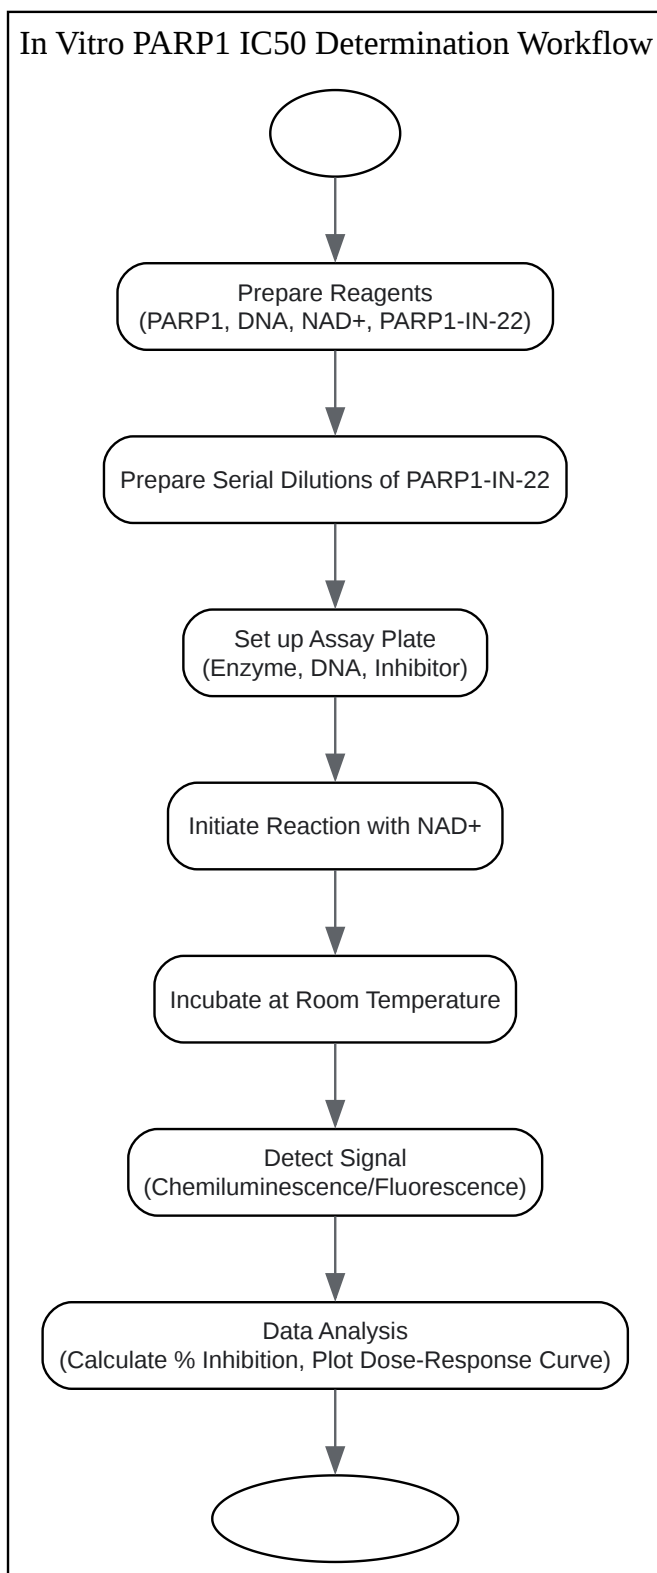 In Vitro PARP1 IC50 Determination Workflow
Prepare Reagents
(PARP1, DNA, NAD+, PARP1-IN-22)
Prepare Serial Dilutions of PARP1-IN-22
Set up Assay Plate
(Enzyme, DNA, Inhibitor)
Initiate Reaction with NAD+
Incubate at Room Temperature
Detect Signal
(Chemiluminescence/Fluorescence)
Data Analysis
(Calculate % Inhibition, Plot Dose-Response Curve)